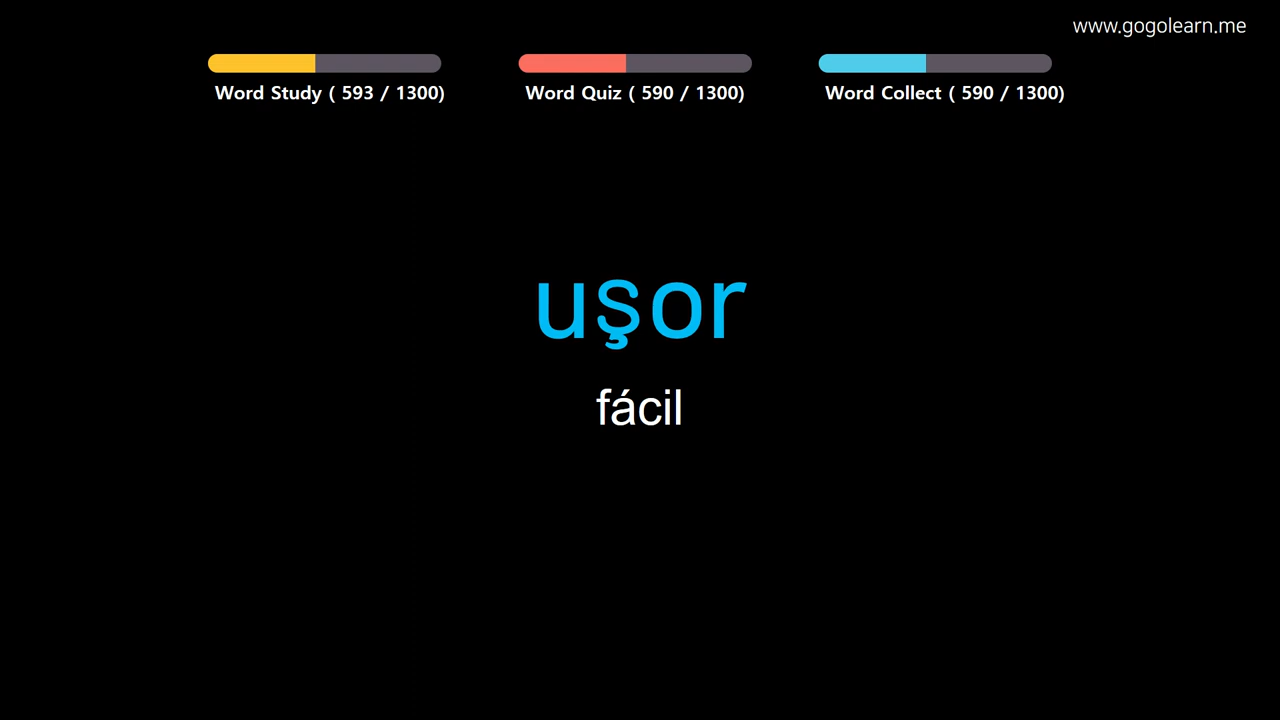 www.gogolearn.me
Word Study ( 593 / 1300)
Word Quiz ( 590 / 1300)
Word Collect ( 590 / 1300)
uşor
fácil